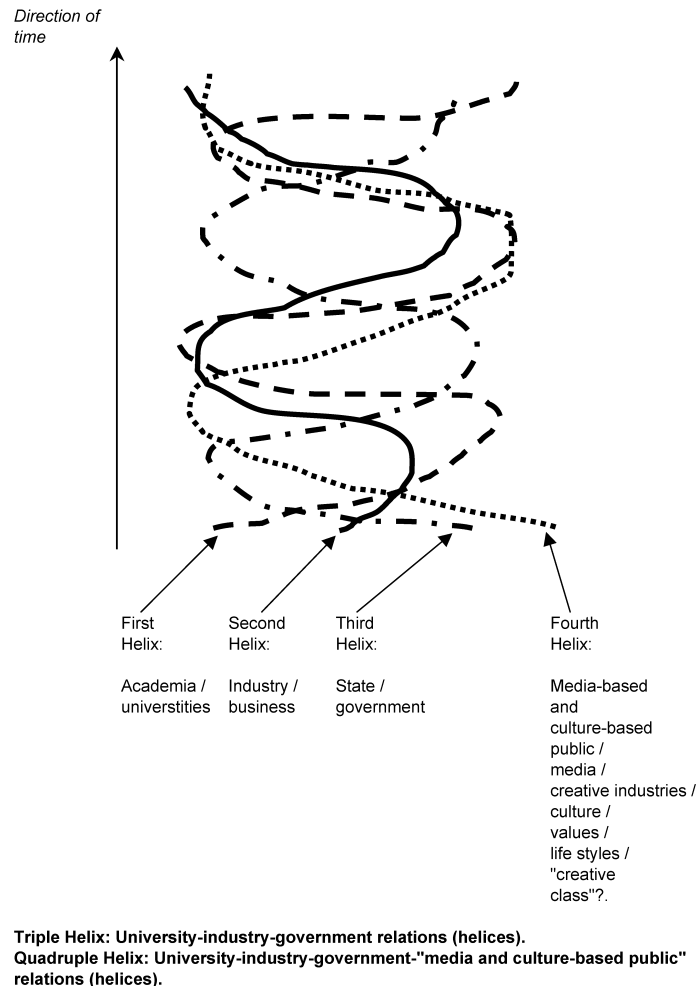 Direction of
time
First
Helix:
Academia /
universtities
Second
Helix:
Industry /
business
Third
Helix:
State /
government
Fourth
Helix:
Media-based
and
culture-based
public /
media /
creative industries /
culture /
values /
life styles /
"creative
class"?.
Triple Helix: University-industry-government relations (helices).
Quadruple Helix: University-industry-government-"media and culture-based public"
relations (helices).